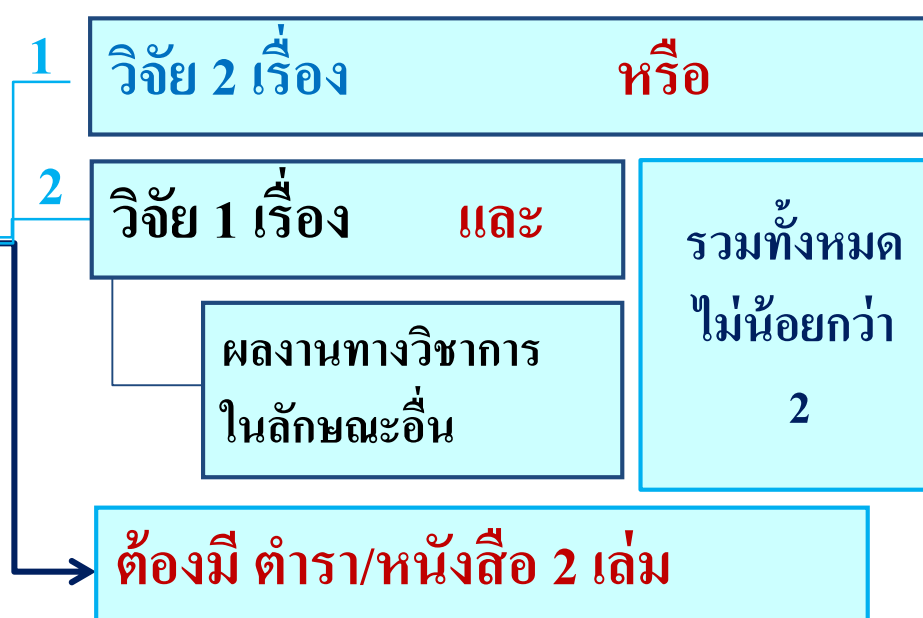 1
วิจัย 2 เรื่อง หรือ
2
วิจัย 1 เรื่อง และ
ผลงานทางวิชาการ
ในลักษณะอื่น
รวมทั้งหมด
ไม่น้อยกว่า
2
ต้องมี ตำรา/หนังสือ 2 เล่ม